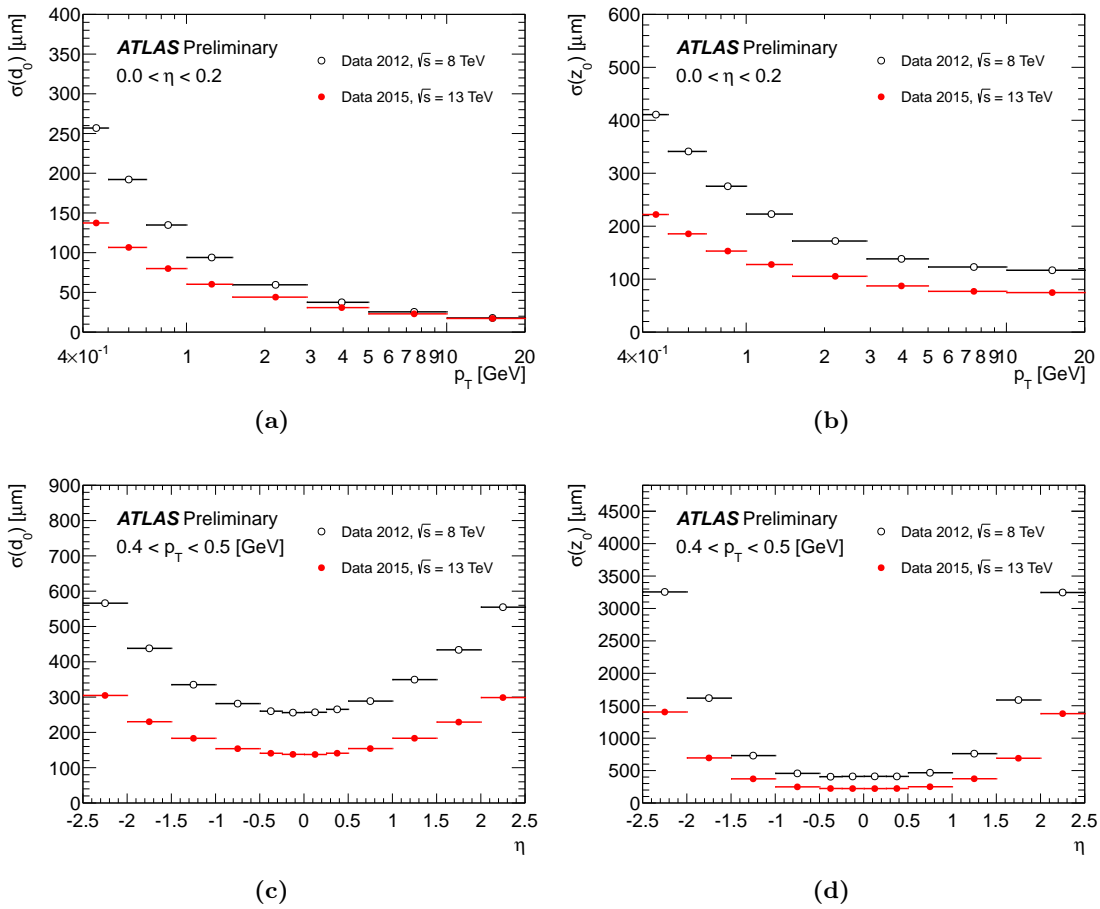 σ(d₀) [μm]
400
350
300
250
200
150
100
50
0
ATLAS Preliminary
0.0 < η < 0.2
Data 2012, √s = 8 TeV
Data 2015, √s = 13 TeV
4×10⁻¹ 1 2 3 4 5 6 7 8 9 10 20
p_T [GeV]
(a)
σ(z₀) [μm]
600
500
400
300
200
100
0
ATLAS Preliminary
0.0 < η < 0.2
Data 2012, √s = 8 TeV
Data 2015, √s = 13 TeV
4×10⁻¹ 1 2 3 4 5 6 7 8 9 10 20
p_T [GeV]
(b)
σ(d₀) [μm]
900
800
700
600
500
400
300
200
100
0
ATLAS Preliminary
0.4 < p_T < 0.5 [GeV]
Data 2012, √s = 8 TeV
Data 2015, √s = 13 TeV
-2.5 -2 -1.5 -1 -0.5 0 0.5 1 1.5 2 2.5
η
(c)
σ(z₀) [μm]
4500
4000
3500
3000
2500
2000
1500
1000
500
0
ATLAS Preliminary
0.4 < p_T < 0.5 [GeV]
Data 2012, √s = 8 TeV
Data 2015, √s = 13 TeV
-2.5 -2 -1.5 -1 -0.5 0 0.5 1 1.5 2 2.5
η
(d)